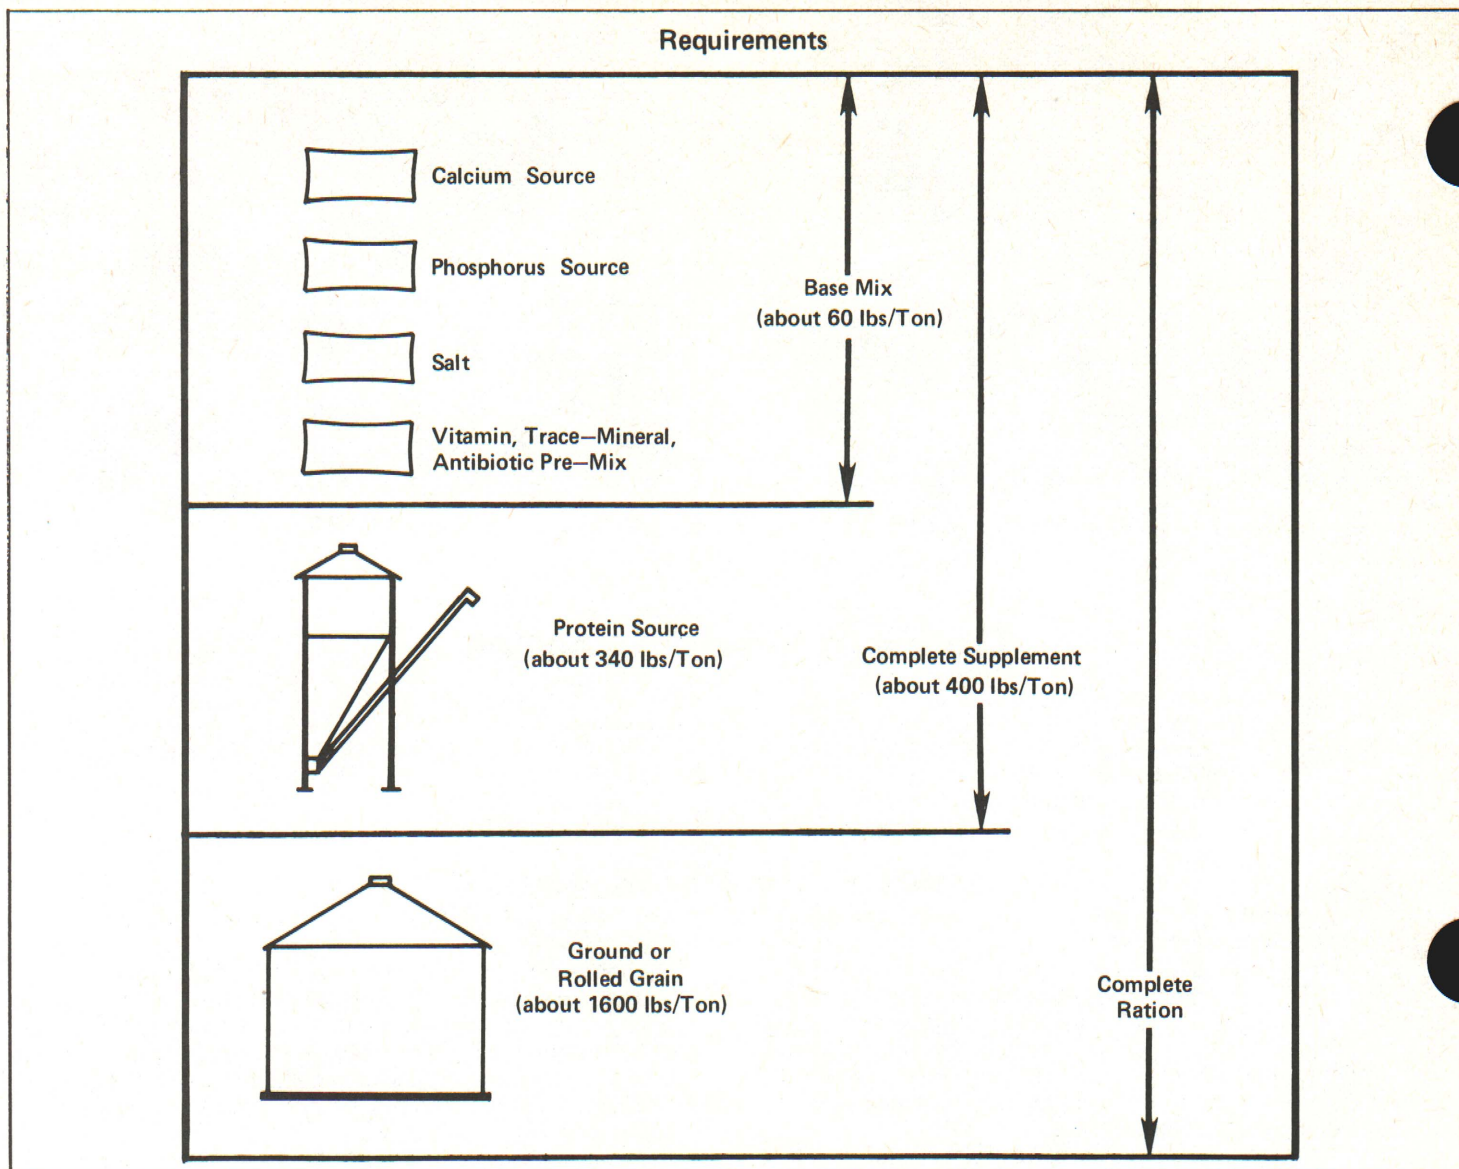 Requirements
Calcium Source
Phosphorus Source
Base Mix
(about 60 lbs/Ton)
Salt
Vitamin, Trace–Mineral,
Antibiotic Pre–Mix
Protein Source
(about 340 lbs/Ton)
Complete Supplement
(about 400 lbs/Ton)
Ground or
Rolled Grain
(about 1600 lbs/Ton)
Complete
Ration